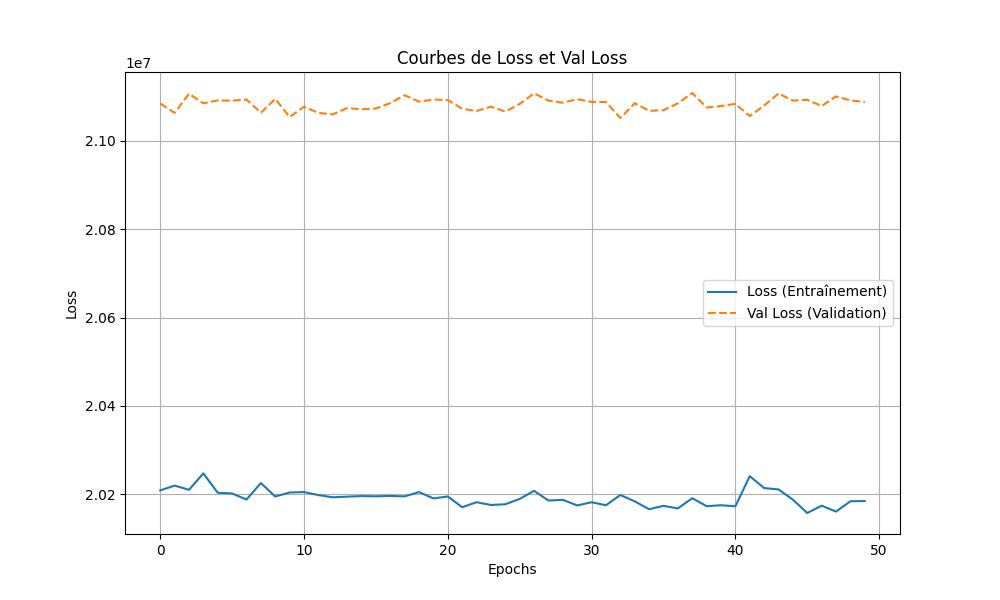 Courbes de Loss et Val Loss
1e7
2.10
2.08
2.06
2.04
2.02
Loss
Loss (Entraînement)
Val Loss (Validation)
0 10 20 30 40 50
Epochs